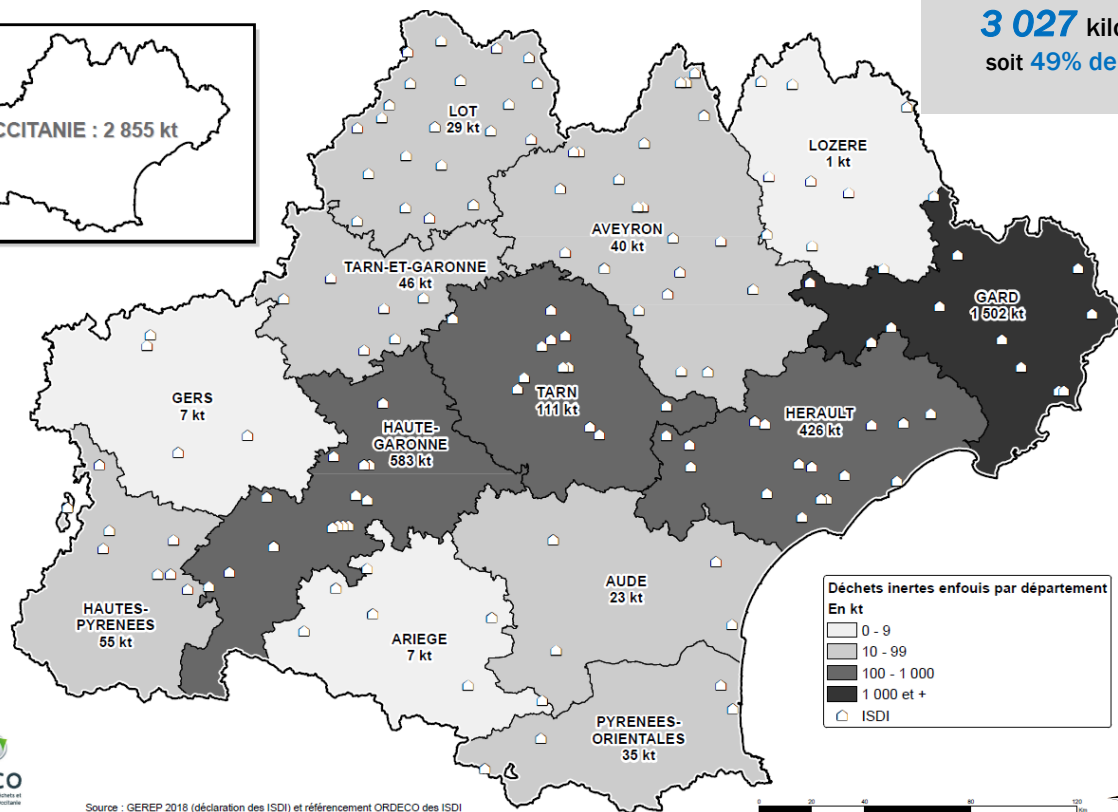 3 027 kilo
soit 49% de
CCITANIE : 2 855 kt
LOT
29 kt
LOZERE
1 kt
AVEYRON
40 kt
TARN-ET-GARONNE
46 kt
GARD
1 502 kt
GERS
7 kt
TARN
111 kt
HERAULT
426 kt
HAUTE-
GARONNE
583 kt
AUDE
23 kt
HAUTES-
PYRENEES
55 kt
ARIEGE
7 kt
PYRENEES-
ORIENTALES
35 kt
Déchets inertes enfouis par département
En kt
0 - 9
10 - 99
100 - 1 000
1 000 et +
ISDI
CO
Source : GEREP 2018 (déclaration des ISDI) et référencement ORDECO des ISDI
0 20 40 80 120
Km